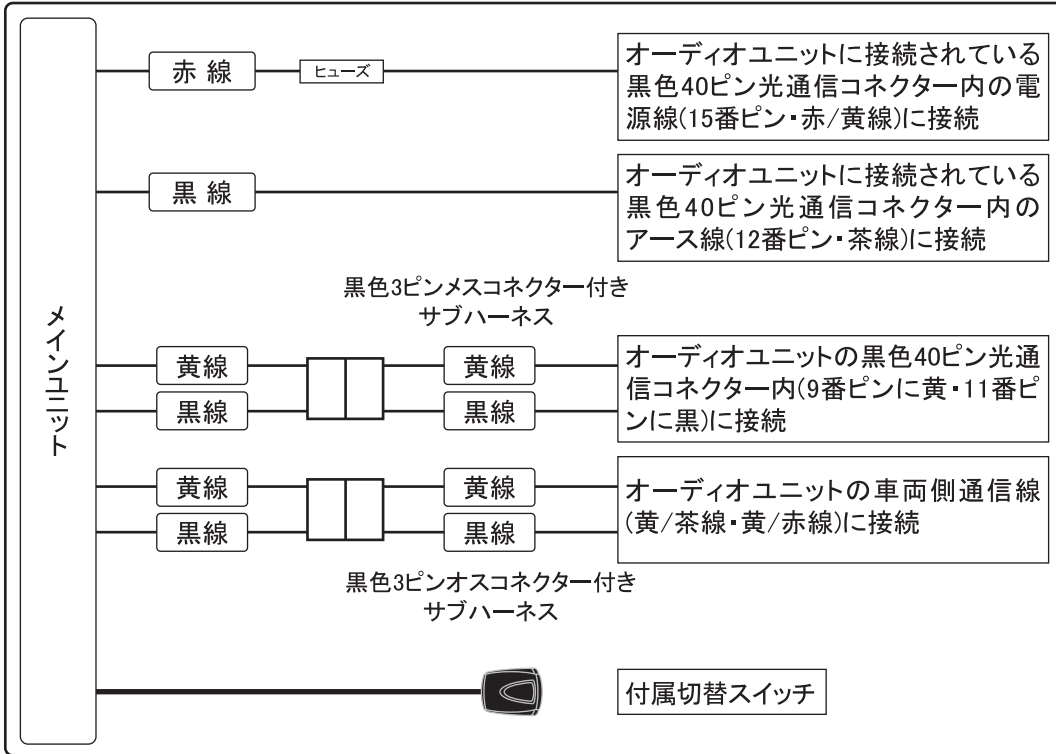 メインユニット
赤線
ヒューズ
オーディオユニットに接続されている
黒色40ピン光通信コネクター内の電
源線(15番ピン・赤/黄線)に接続
黒線
オーディオユニットに接続されている
黒色40ピン光通信コネクター内の
アース線(12番ピン・茶線)に接続
黒色3ピンメスコネクター付き
サブハーネス
黄線
黄線
黒線
黒線
オーディオユニットの黒色40ピン光通
信コネクター内(9番ピンに黄・11番ピ
ンに黒)に接続
黄線
黄線
黒線
黒線
オーディオユニットの車両側通信線
(黄/茶線・黄/赤線)に接続
黒色3ピンオスコネクター付き
サブハーネス
付属切替スイッチ